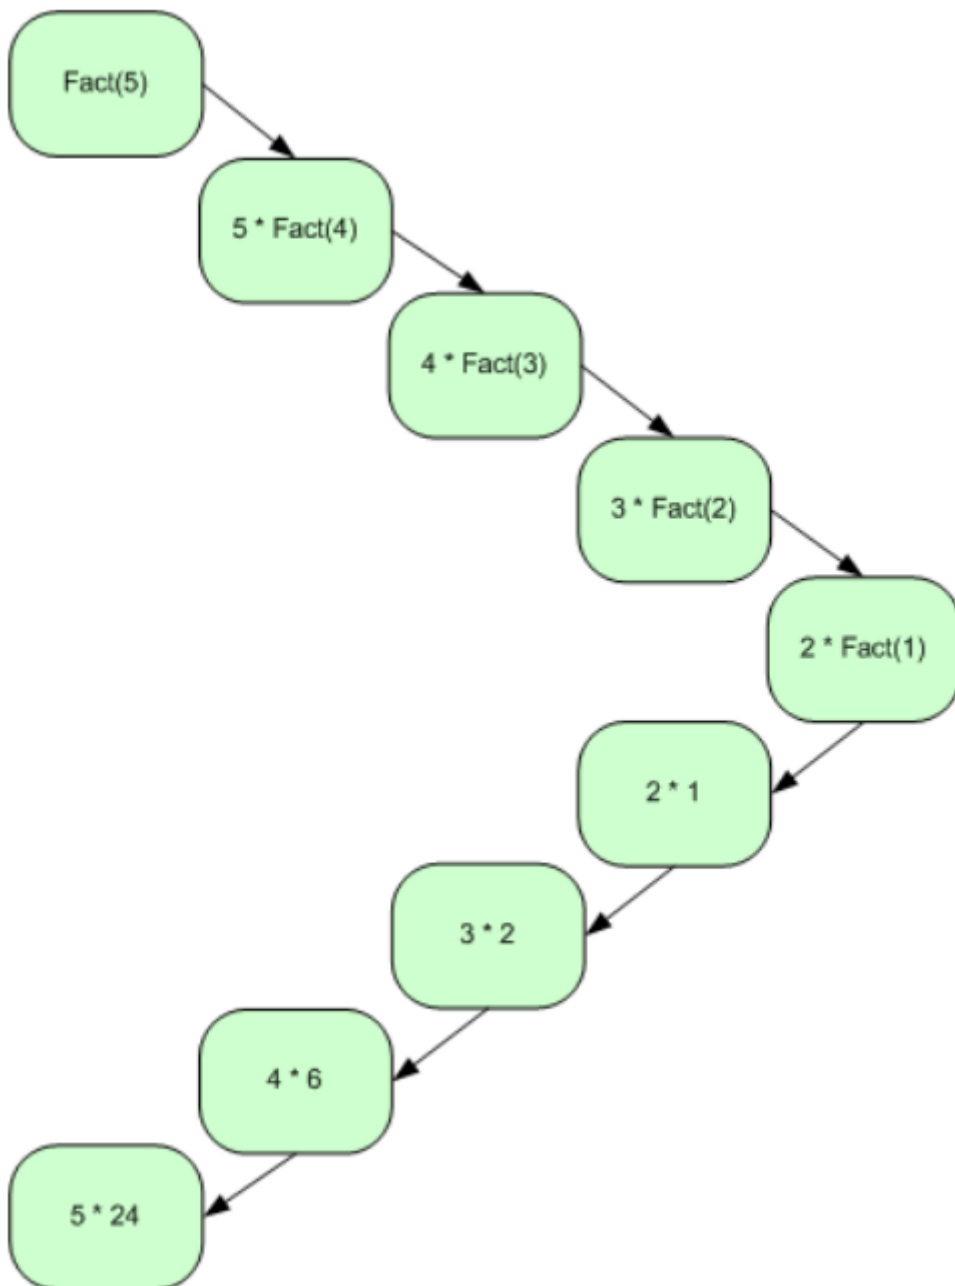 Fact(5)
5 * Fact(4)
4 * Fact(3)
3 * Fact(2)
2 * Fact(1)
2 * 1
3 * 2
4 * 6
5 * 24